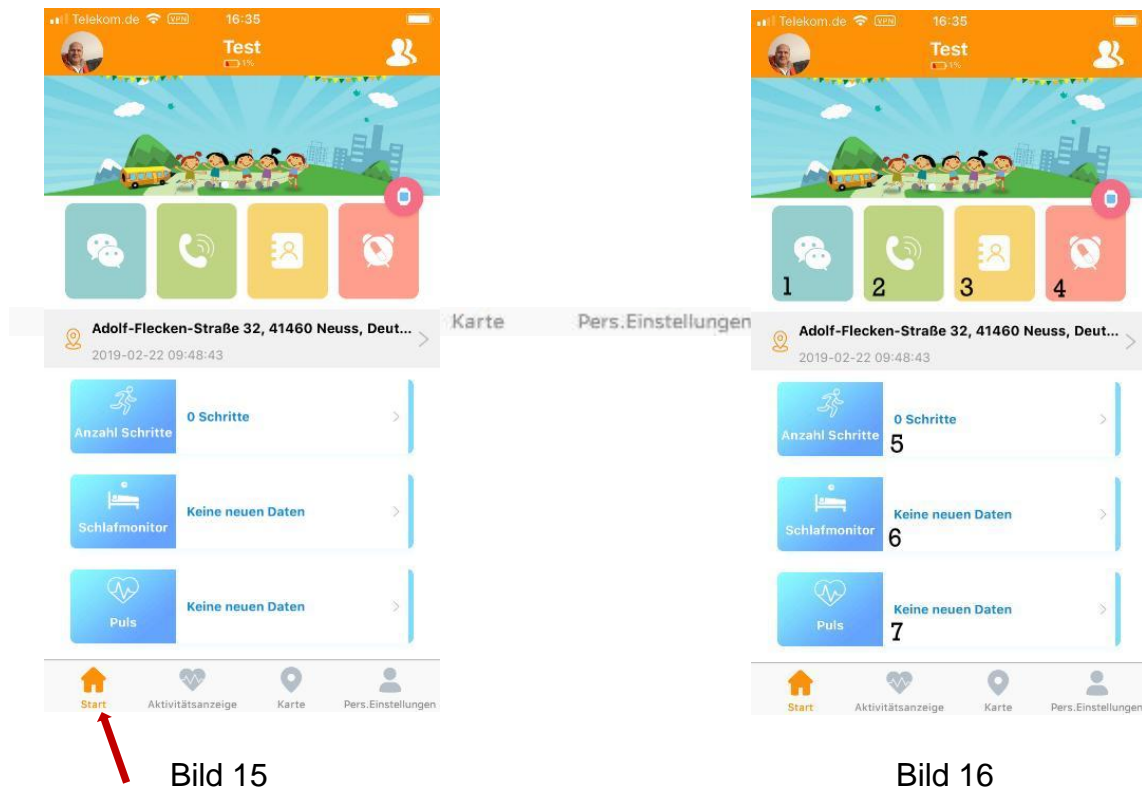 Telekom.de VPN 16:35
Test
1%
Adolf-Flecken-Straße 32, 41460 Neuss, Deut...
2019-02-22 09:48:43
Anzahl Schritte
0 Schritte
Schlafmonitor
Keine neuen Daten
Puls
Keine neuen Daten
Start Aktivitätsanzeige Karte Pers.Einstellungen
Bild 15
Karte Pers.Einstellungen
Telekom.de VPN 16:35
Test
1%
1 2 3 4
Adolf-Flecken-Straße 32, 41460 Neuss, Deut...
2019-02-22 09:48:43
Anzahl Schritte
0 Schritte
5
Schlafmonitor
Keine neuen Daten
6
Puls
Keine neuen Daten
7
Start Aktivitätsanzeige Karte Pers.Einstellungen
Bild 16